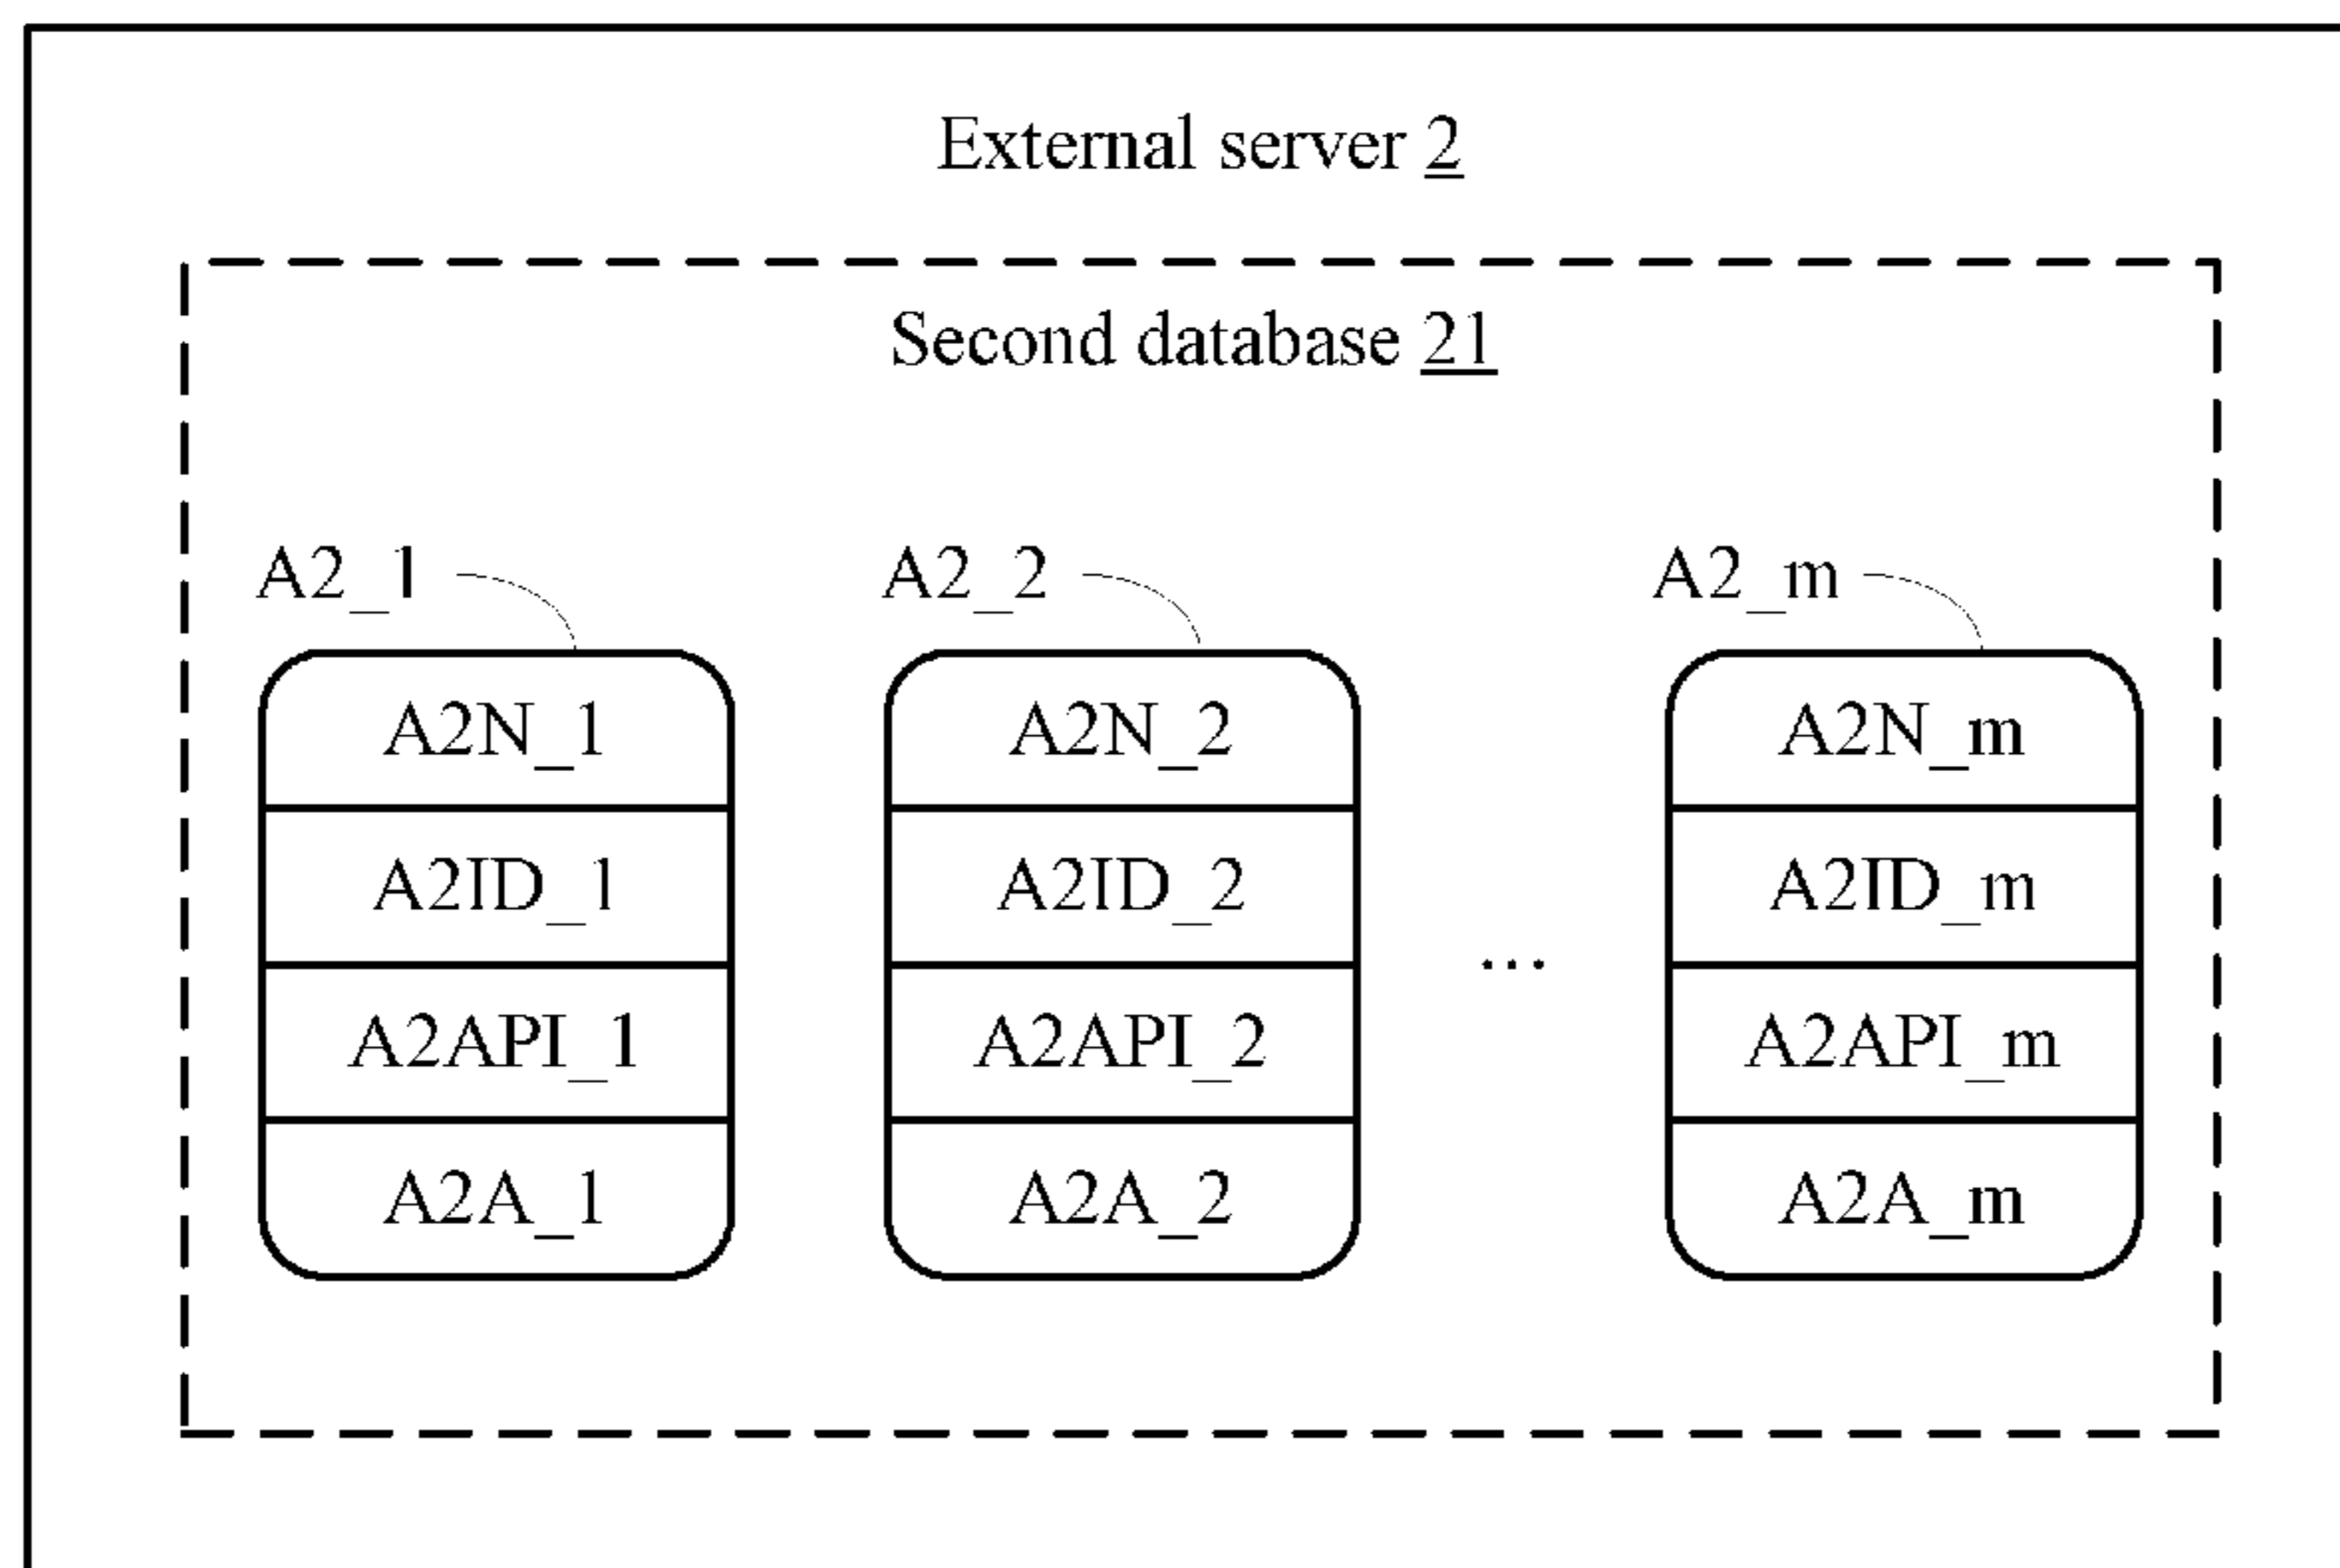 External server 2
Second database 21
A2_1 A2_2 A2_m
A2N_1 A2N_2 A2N_m
A2ID_1 A2ID_2 A2ID_m
...
A2API_1 A2API_2 A2API_m
A2A_1 A2A_2 A2A_m